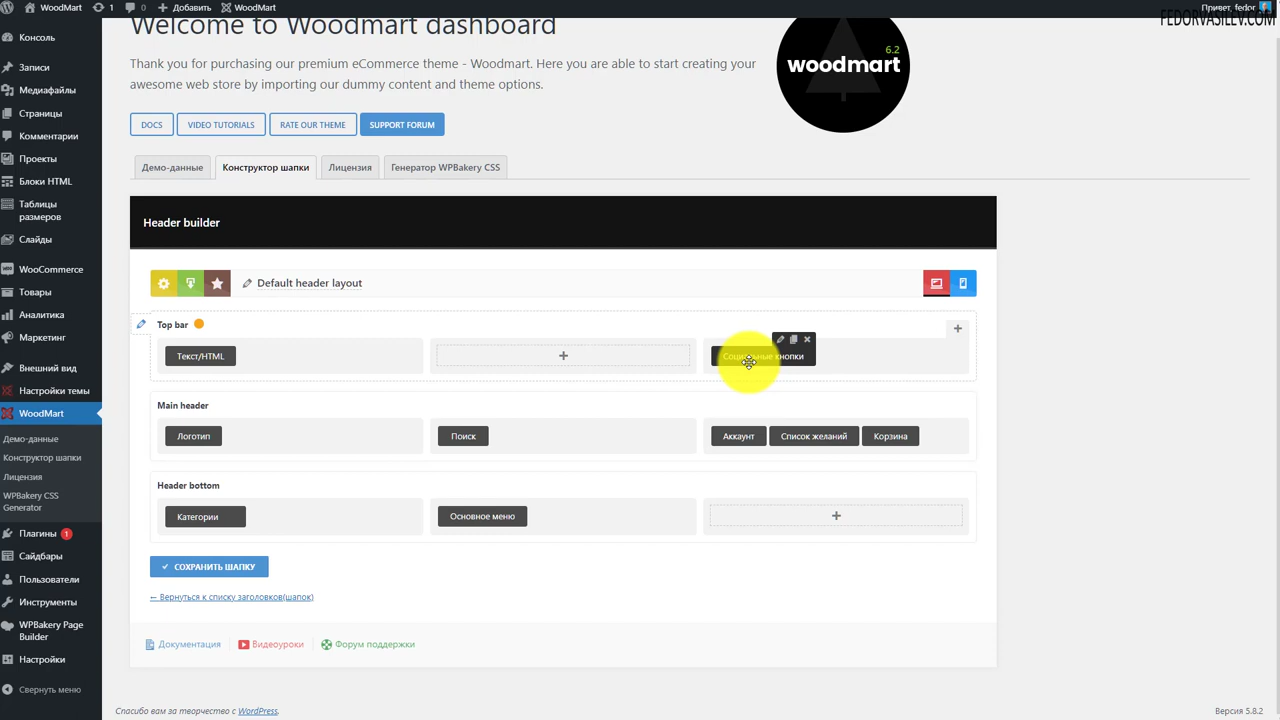 WoodMart
1
0
Добавить
WoodMart
Привет, fedor
FEDORVASILEV.COM
Консоль
Записи
Медиафайлы
Страницы
Комментарии
Проекты
Блоки HTML
Таблицы
размеров
Слайды
WooCommerce
Товары
Аналитика
Маркетинг
Внешний вид
Настройки темы
WoodMart
Демо-данные
Конструктор шапки
Лицензия
WPBakery CSS
Generator
Плагины 1
Сайдбары
Пользователи
Инструменты
WPBakery Page
Builder
Настройки
Свернуть меню
Welcome to Woodmart dashboard
Thank you for purchasing our premium eCommerce theme - Woodmart. Here you are able to start creating your
awesome web store by importing our dummy content and theme options.
6.2
woodmart
DOCS
VIDEO TUTORIALS
RATE OUR THEME
SUPPORT FORUM
Демо-данные
Конструктор шапки
Лицензия
Генератор WPBakery CSS
Header builder
Default header layout
Top bar
Текст/HTML
Социальные кнопки
Main header
Логотип
Поиск
Аккаунт
Список желаний
Корзина
Header bottom
Категории
Основное меню
СОХРАНИТЬ ШАПКУ
← Вернуться к списку заголовков(шапок)
Документация
Видеоуроки
Форум поддержки
Спасибо вам за творчество с WordPress.
Версия 5.8.2